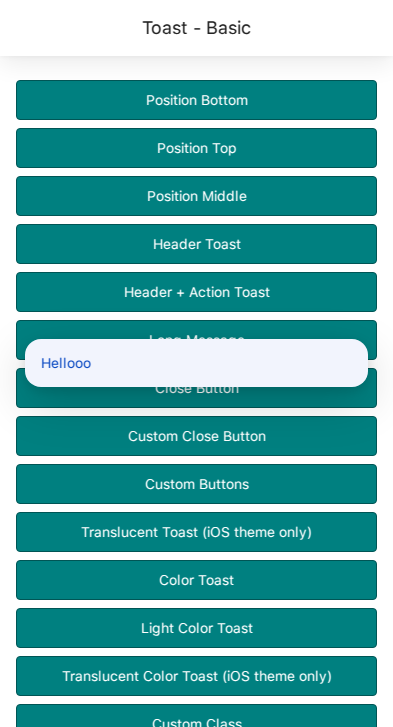 Toast - Basic
Position Bottom
Position Top
Position Middle
Header Toast
Header + Action Toast
Long Message
Hellooo
Close Button
Custom Close Button
Custom Buttons
Translucent Toast (iOS theme only)
Color Toast
Light Color Toast
Translucent Color Toast (iOS theme only)
Custom Class